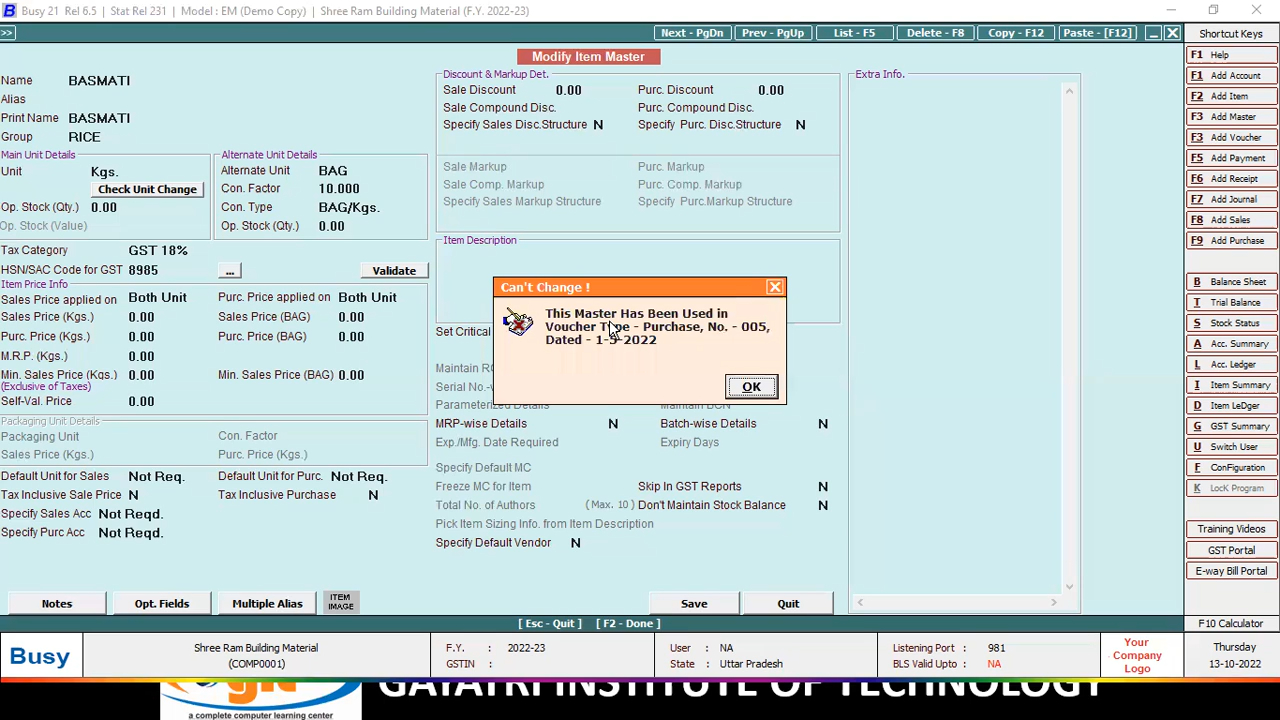 Busy 21 Rel 6.5 | Stat Rel 231 | Model : EM (Demo Copy) | Shree Ram Building Material (F.Y. 2022-23)
>> Next - PgDn Prev - PgUp List - F5 Delete - F8 Copy - F12 Paste - [F12]
Modify Item Master
Name BASMATI
Alias
Print Name BASMATI
Group RICE
Main Unit Details
Unit Kgs.
Check Unit Change
Op. Stock (Qty.) 0.00
Op. Stock (Value)
Alternate Unit Details
Alternate Unit BAG
Con. Factor 10.000
Con. Type BAG/Kgs.
Op. Stock (Qty.) 0.00
Tax Category GST 18%
HSN/SAC Code for GST 8985 ... Validate
Item Price Info
Sales Price applied on Both Unit Purc. Price applied on Both Unit
Sales Price (Kgs.) 0.00 Sales Price (BAG) 0.00
Purc. Price (Kgs.) 0.00 Purc. Price (BAG) 0.00
M.R.P. (Kgs.) 0.00
Min. Sales Price (Kgs.) 0.00 Min. Sales Price (BAG) 0.00
(Exclusive of Taxes)
Self-Val. Price 0.00
Packaging Unit Details
Packaging Unit Con. Factor
Sales Price (Kgs.) Purc. Price (Kgs.)
Default Unit for Sales Not Req. Default Unit for Purc. Not Req.
Tax Inclusive Sale Price N Tax Inclusive Purchase N
Specify Sales Acc Not Reqd.
Specify Purc Acc Not Reqd.
Notes Opt. Fields Multiple Alias ITEM IMAGE
Discount & Markup Det.
Sale Discount 0.00 Purc. Discount 0.00
Sale Compound Disc. Purc. Compound Disc.
Specify Sales Disc.Structure N Specify Purc. Disc.Structure N
Sale Markup Purc. Markup
Sale Comp. Markup Purc. Comp. Markup
Specify Sales Markup Structure Specify Purc.Markup Structure
Item Description
Can't Change !
This Master Has Been Used in
Voucher Type - Purchase, No. - 005,
Dated - 1-5-2022
OK
Set Critical
Maintain
Serial No.
Parameterized Details Maintain BCN
MRP-wise Details N Batch-wise Details N
Exp./Mfg. Date Required Expiry Days
Specify Default MC
Freeze MC for Item Skip In GST Reports N
Total No. of Authors (Max. 10) Don't Maintain Stock Balance N
Pick Item Sizing Info. from Item Description
Specify Default Vendor N
Save Quit
Extra Info.
[ Esc - Quit ] [ F2 - Done ]
Shortcut Keys
F1 Help
F1 Add Account
F2 Add Item
F3 Add Master
F3 Add Voucher
F5 Add Payment
F6 Add Receipt
F7 Add Journal
F8 Add Sales
F9 Add Purchase
B Balance Sheet
T Trial Balance
S Stock Status
A Acc. Summary
L Acc. Ledger
I Item Summary
D Item LeDger
G GST Summary
U Switch User
F Configuration
K LocK Program
Training Videos
GST Portal
E-way Bill Portal
F10 Calculator
Busy
Shree Ram Building Material
(COMP0001)
F.Y. : 2022-23
GSTIN :
User : NA
State : Uttar Pradesh
Listening Port : 981
BLS Valid Upto : NA
Your
Company
Logo
Thursday
13-10-2022
GAYATRI INSTITUTE OF TECHNOLOGY
a complete computer learning center